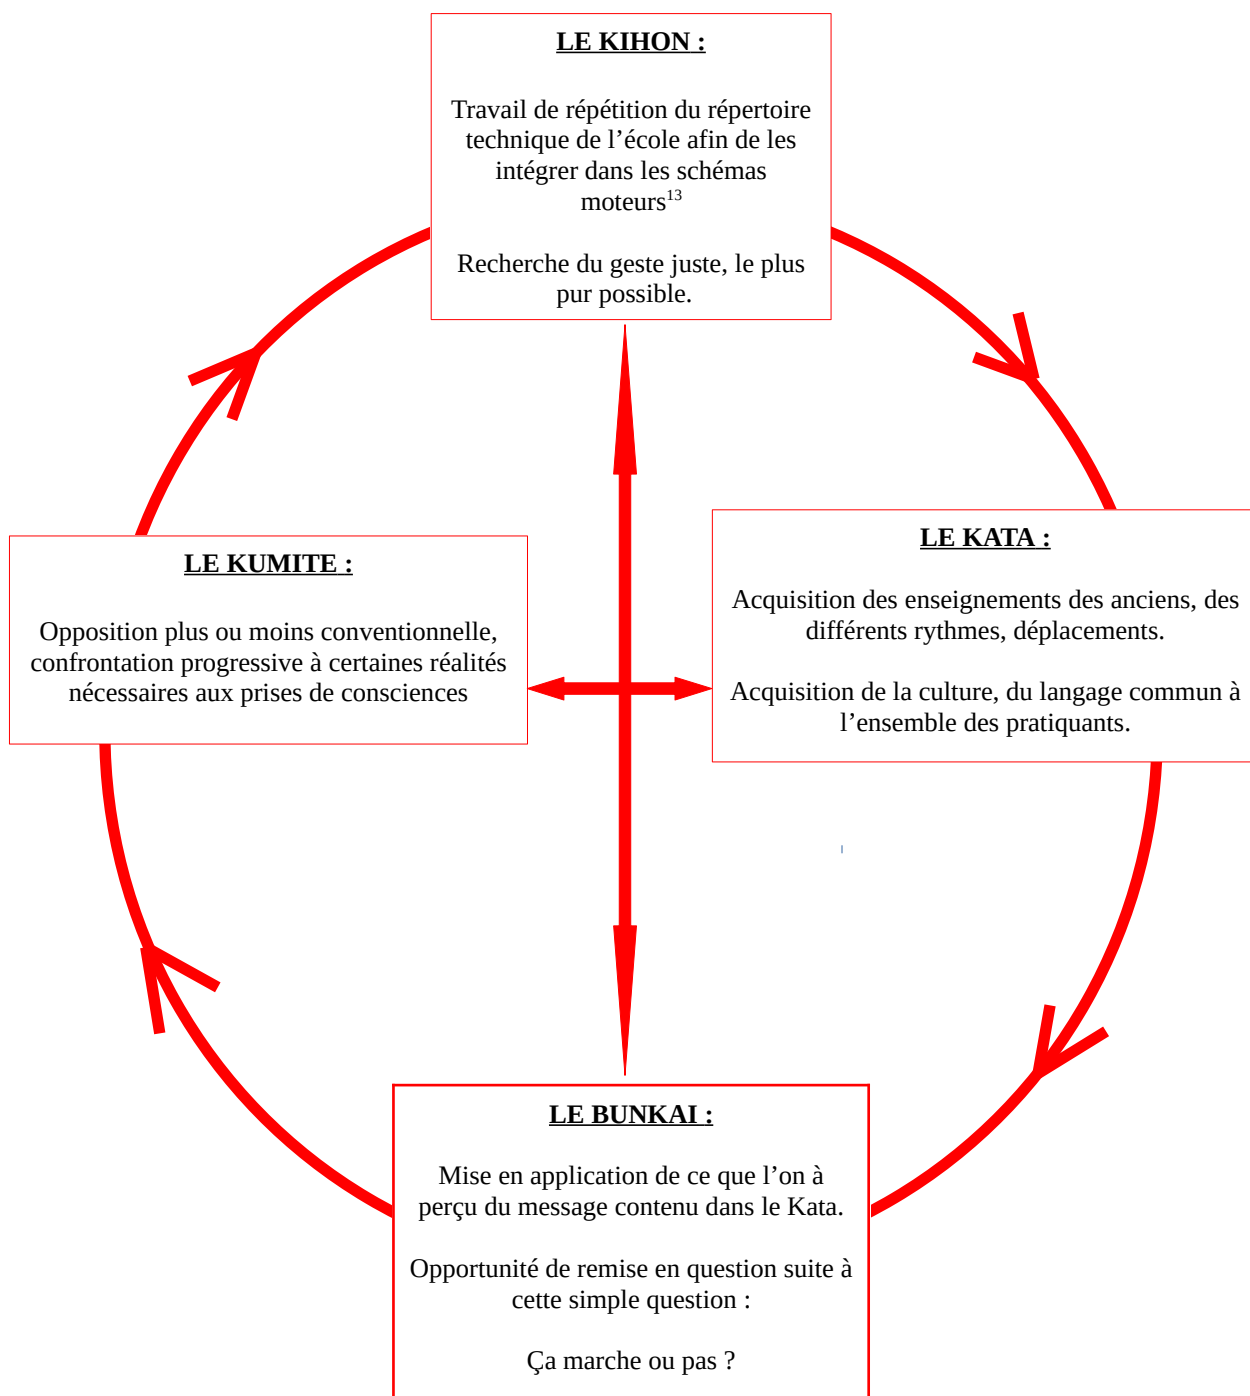 LE KIHON :
Travail de répétition du répertoire
technique de l’école afin de les
intégrer dans les schémas
moteurs13
Recherche du geste juste, le plus
pur possible.
LE KUMITE :
Opposition plus ou moins conventionnelle,
confrontation progressive à certaines réalités
nécessaires aux prises de consciences
LE KATA :
Acquisition des enseignements des anciens, des
différents rythmes, déplacements.
Acquisition de la culture, du langage commun à
l’ensemble des pratiquants.
LE BUNKAI :
Mise en application de ce que l’on à
perçu du message contenu dans le Kata.
Opportunité de remise en question suite à
cette simple question :
Ça marche ou pas ?